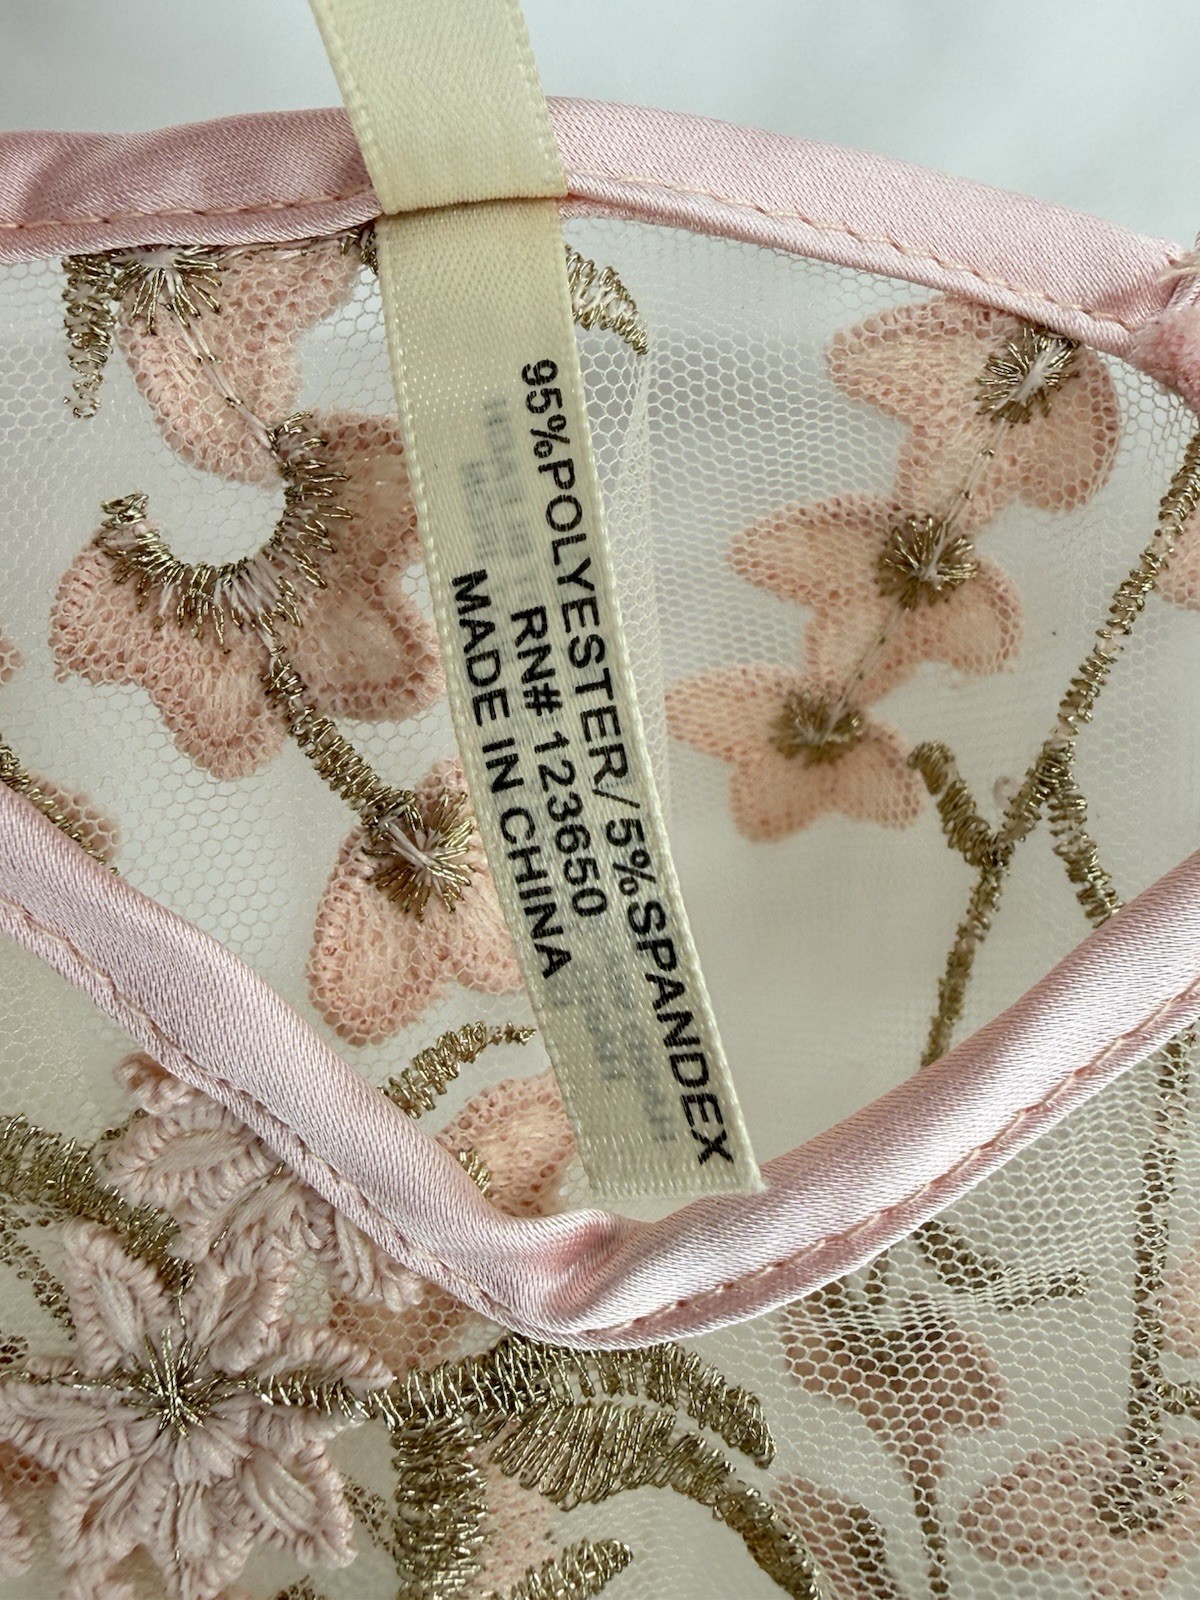 95%POLYESTER/5%SPANDEX
RN# 123650
MADE IN CHINA